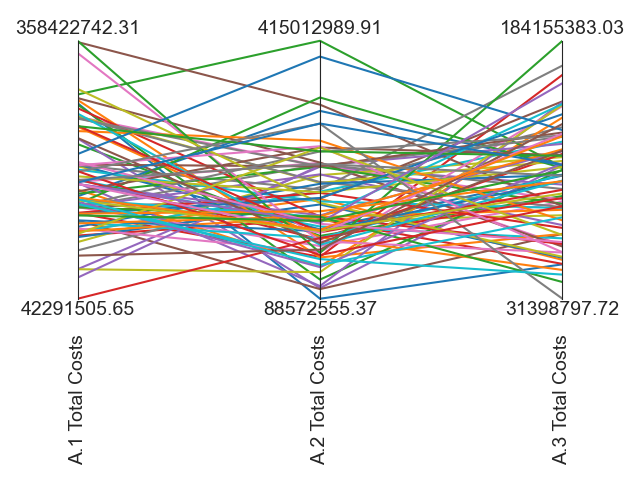 358422742.31
415012989.91
184155383.03
42291505.65
88572555.37
31398797.72
A.1 Total Costs
A.2 Total Costs
A.3 Total Costs